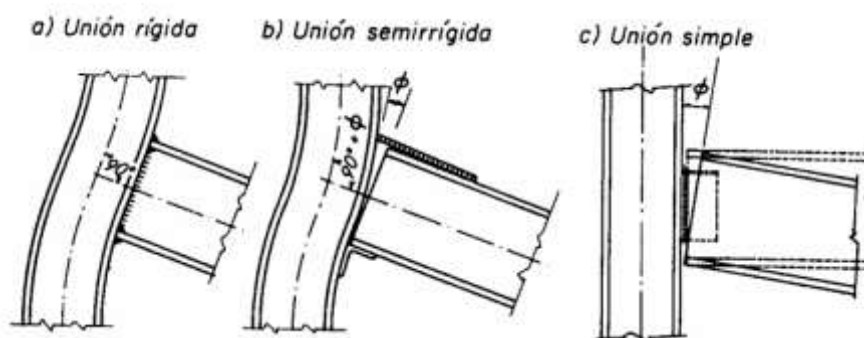 a) Unión rígida
b) Unión semirrígida
c) Unión simple
ϕ
ϕ
90°
90° + ϕ